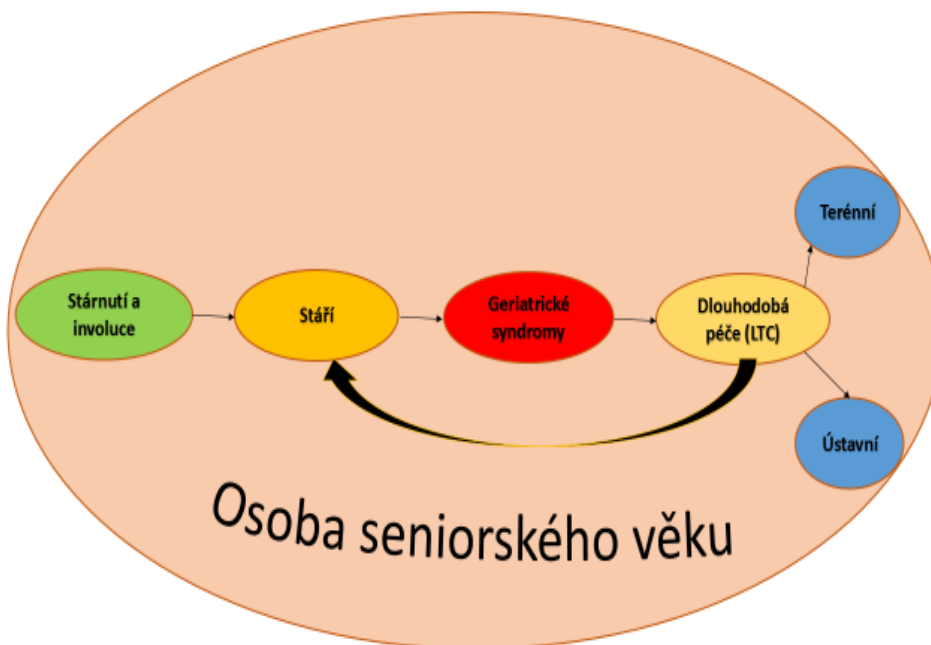 Terénní
Stárnutí a
involuce
Stáří
Geriatrické
syndromy
Dlouhodobá
péče (LTC)
Ústavní
Osoba seniorského věku